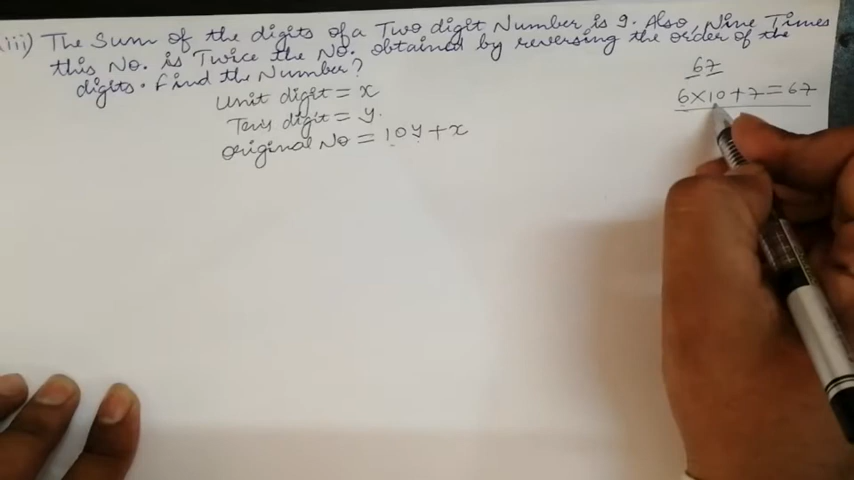 iii) The Sum of the digits of a Two digit Number is 9. Also, Nine Times
this No. is Twice the No. obtained by reversing the order of the
digits. Find the Number?
67
6×10+7=67
Unit digit = x
Ten's digit = y.
Original No = 10y+x